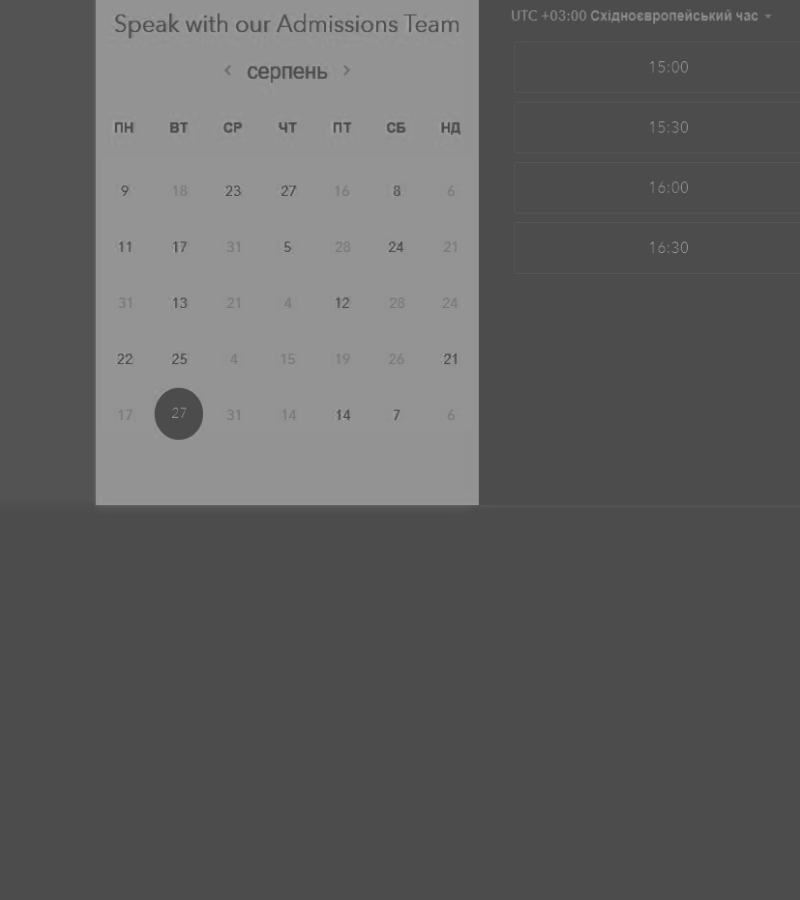 Speak with our Admissions Team
‹ серпень ›
ПН ВТ СР ЧТ ПТ СБ НД
9 18 23 27 16 8 6
11 17 31 5 28 24 21
31 13 21 4 12 28 24
22 25 4 15 19 26 21
17 27 31 14 14 7 6
UTC +03:00 Східноєвропейський час
15:00
15:30
16:00
16:30